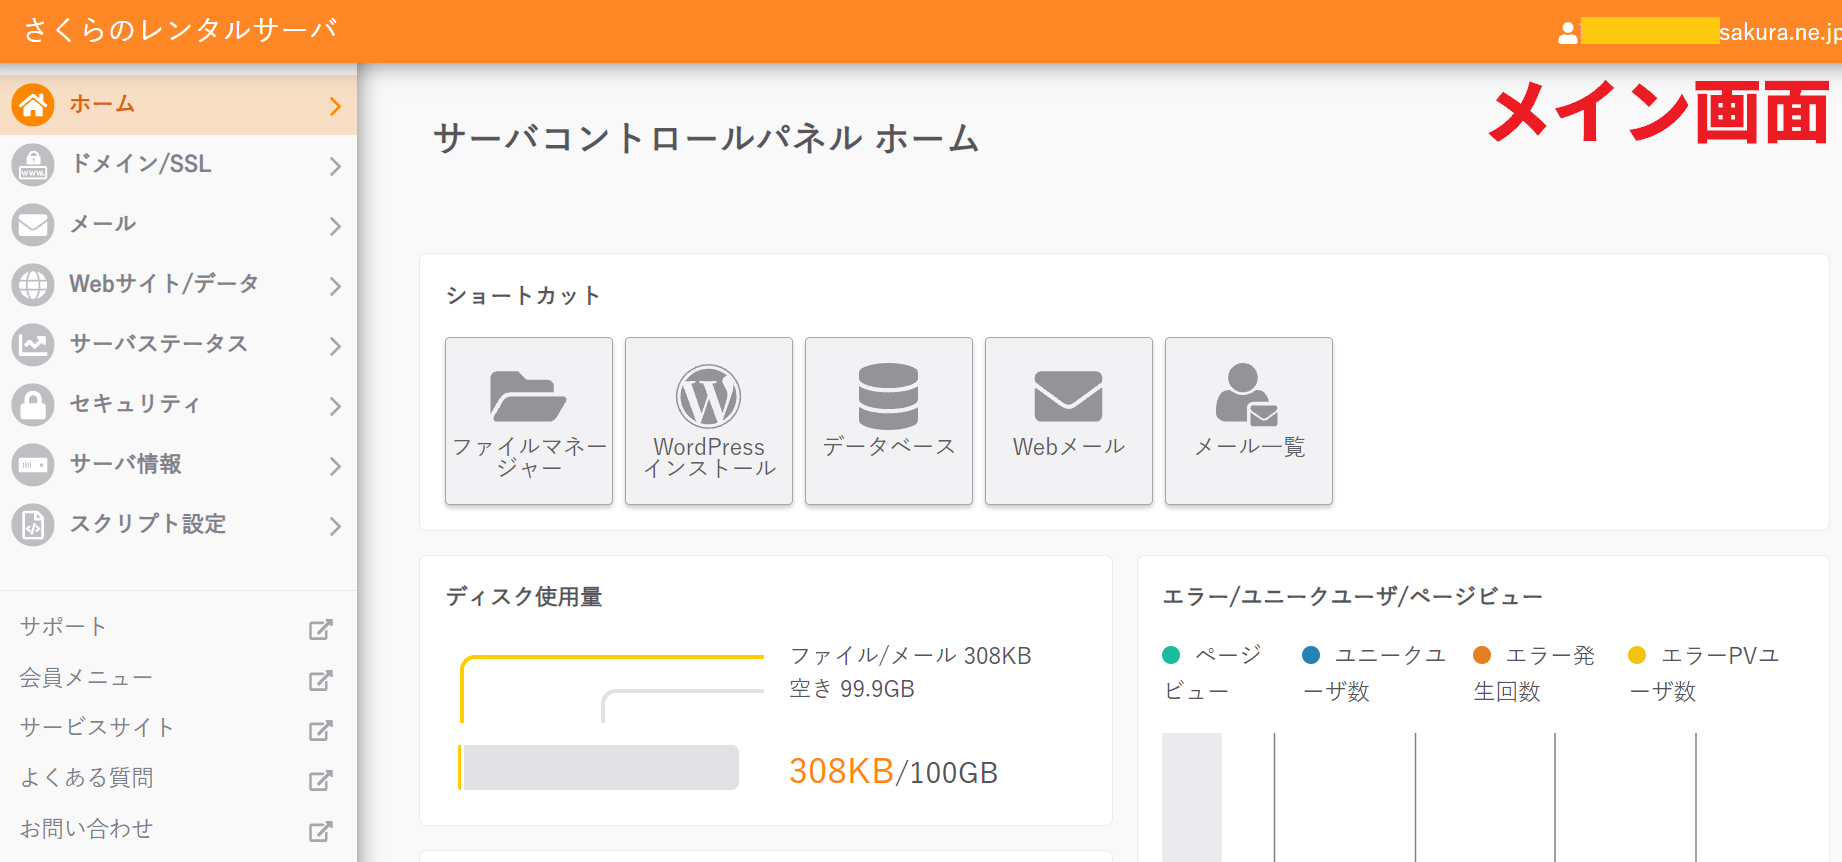 さくらのレンタルサーバ
sakura.ne.jp
メイン画面
ホーム
ドメイン/SSL
メール
Webサイト/データ
サーバステータス
セキュリティ
サーバ情報
スクリプト設定
サポート
会員メニュー
サービスサイト
よくある質問
お問い合わせ
サーバコントロールパネル ホーム
ショートカット
ファイルマネー
ジャー
WordPress
インストール
データベース
Webメール
メール一覧
ディスク使用量
ファイル/メール 308KB
空き 99.9GB
308KB/100GB
エラー/ユニークユーザ/ページビュー
ページ
ビュー
ユニークユ
ーザ数
エラー発
生回数
エラーPVユ
ーザ数